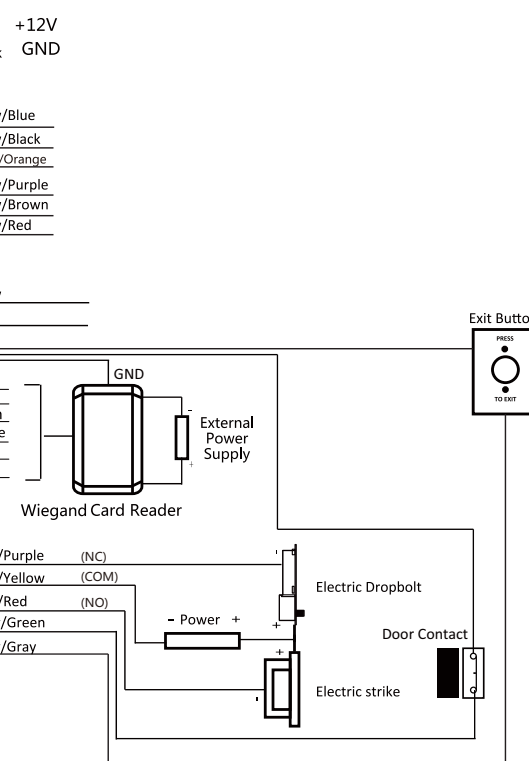 +12V
GND
/Blue
/Black
/Orange
/Purple
/Brown
/Red
Exit Butto
PRESS
TO EXIT
GND
-
External
Power
Supply
+
Wiegand Card Reader
/Purple (NC)
/Yellow (COM)
/Red (NO)
/Green
/Gray
- Power +
-
Electric Dropbolt
+
Door Contact
+
Electric strike
-